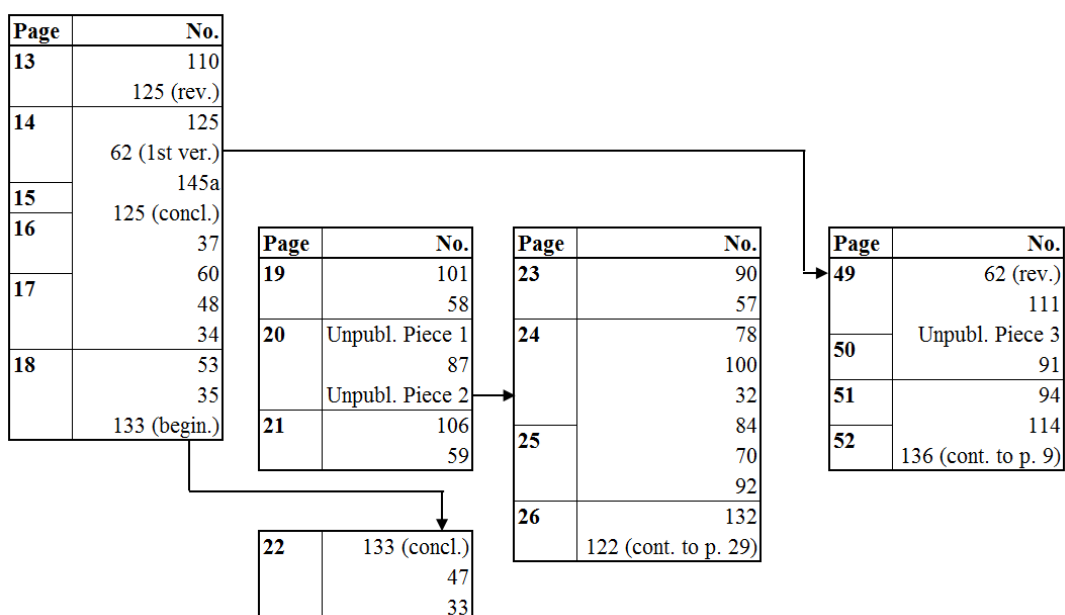 Page No.
13 110
125 (rev.)
14 125
62 (1st ver.)
145a
15
125 (concl.)
16
37
60
17
48
34
18 53
35
133 (begin.)
Page No.
19 101
58
20 Unpubl. Piece 1
87
Unpubl. Piece 2
21 106
59
22 133 (concl.)
47
33
Page No.
23 90
57
24 78
100
32
84
25
70
92
26 132
122 (cont. to p. 29)
Page No.
49 62 (rev.)
111
Unpubl. Piece 3
50
91
51 94
114
52
136 (cont. to p. 9)